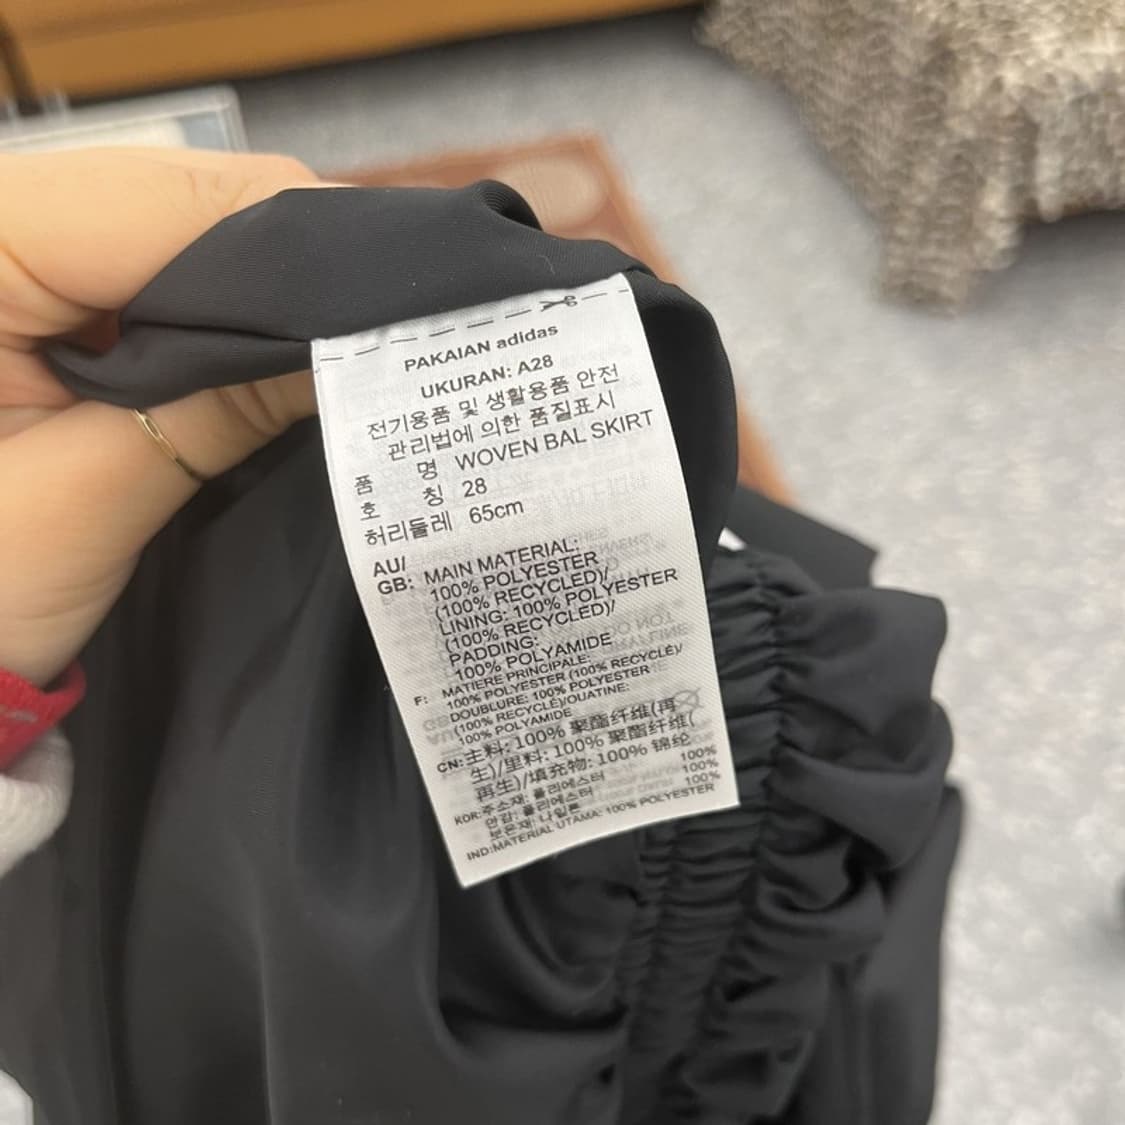 PAKAIAN adidas
UKURAN: A28
전기용품 및 생활용품 안전
관리법에 의한 품질표시
품 명 WOVEN BAL SKIRT
호 칭 28
허리둘레 65cm
AU/
GB: MAIN MATERIAL:
100% POLYESTER
(100% RECYCLED)/
LINING: 100% POLYESTER
(100% RECYCLED)/
PADDING:
100% POLYAMIDE
F: MATIERE PRINCIPALE:
100% POLYESTER (100% RECYCLÉ)/
DOUBLURE: 100% POLYESTER
(100% RECYCLÉ)/OUATINE:
100% POLYAMIDE
CN: 主料: 100% 聚酯纤维(再
生)/里料: 100% 聚酯纤维(
再生)/填充物: 100% 锦纶
KOR: 주소재: 폴리에스터 100%
안감: 폴리에스터 100%
보온재: 나일론 100%
IND:MATERIAL UTAMA: 100% POLYESTER